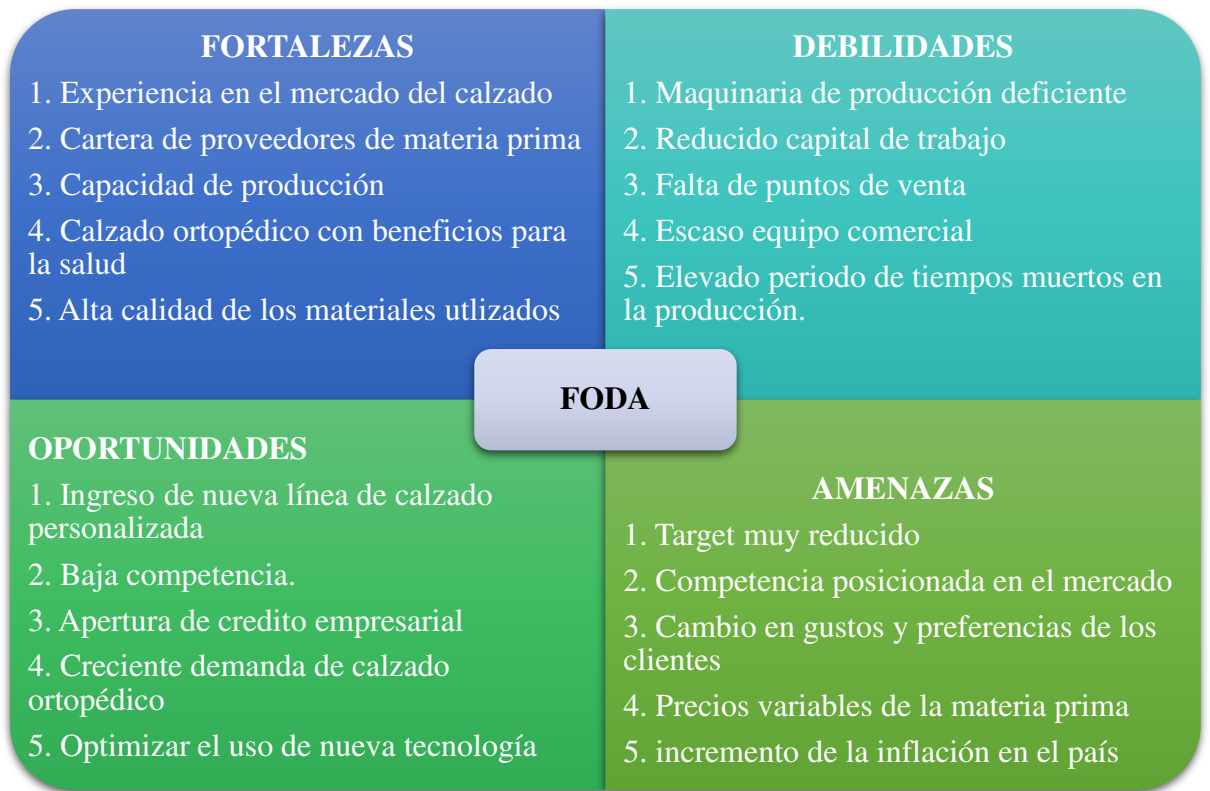 FORTALEZAS
1. Experiencia en el mercado del calzado
2. Cartera de proveedores de materia prima
3. Capacidad de producción
4. Calzado ortopédico con beneficios para
la salud
5. Alta calidad de los materiales utlizados
DEBILIDADES
1. Maquinaria de producción deficiente
2. Reducido capital de trabajo
3. Falta de puntos de venta
4. Escaso equipo comercial
5. Elevado periodo de tiempos muertos en
la producción.
FODA
OPORTUNIDADES
1. Ingreso de nueva línea de calzado
personalizada
2. Baja competencia.
3. Apertura de credito empresarial
4. Creciente demanda de calzado
ortopédico
5. Optimizar el uso de nueva tecnología
AMENAZAS
1. Target muy reducido
2. Competencia posicionada en el mercado
3. Cambio en gustos y preferencias de los
clientes
4. Precios variables de la materia prima
5. incremento de la inflación en el país